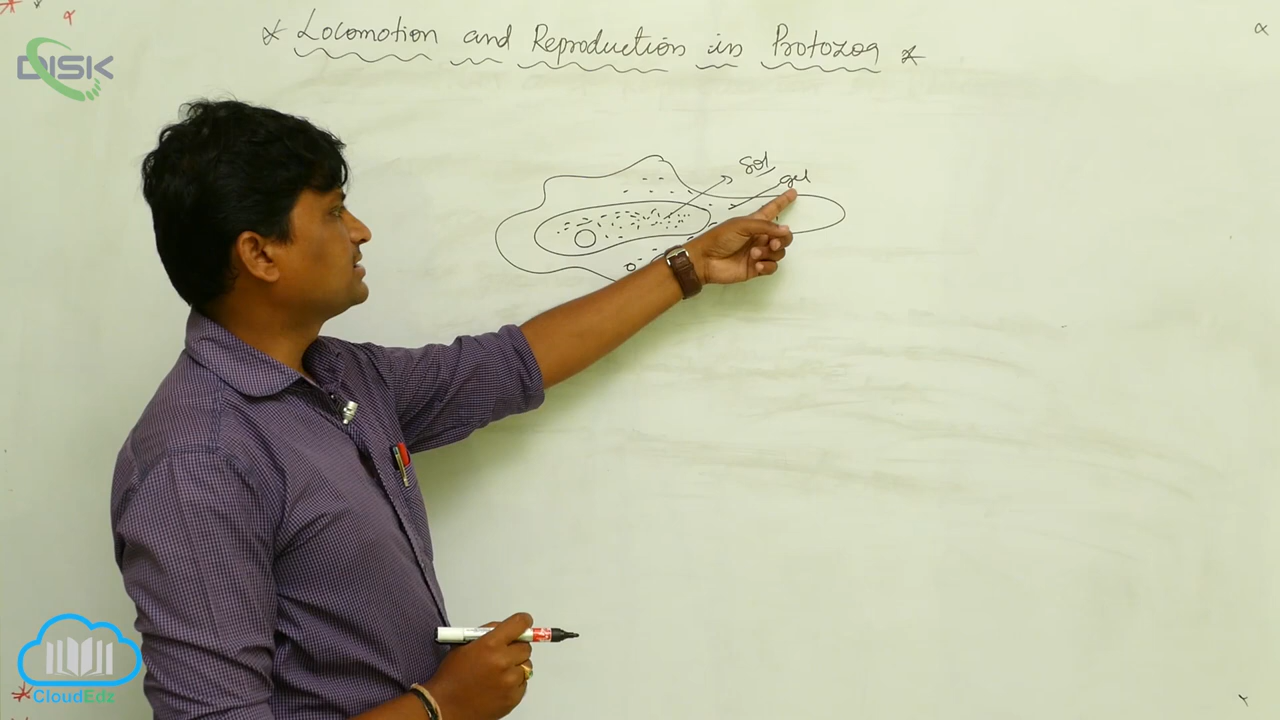 DISK
* Locomotion and Reproduction in Protozoa *
Sol
gel
CloudEdz